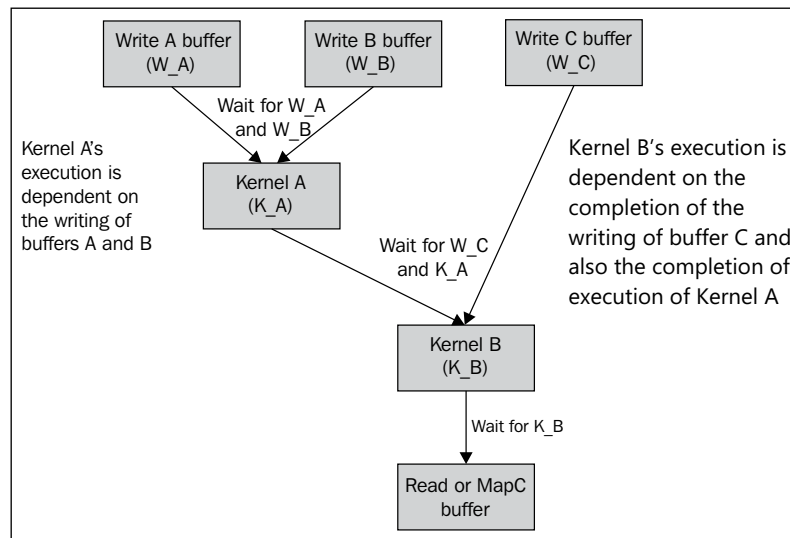 Write A buffer
(W_A)
Write B buffer
(W_B)
Write C buffer
(W_C)
Wait for W_A
and W_B
Kernel A's
execution is
dependent on
the writing of
buffers A and B
Kernel A
(K_A)
Kernel B's execution is
dependent on the
completion of the
writing of buffer C and
also the completion of
execution of Kernel A
Wait for W_C
and K_A
Kernel B
(K_B)
Wait for K_B
Read or MapC
buffer